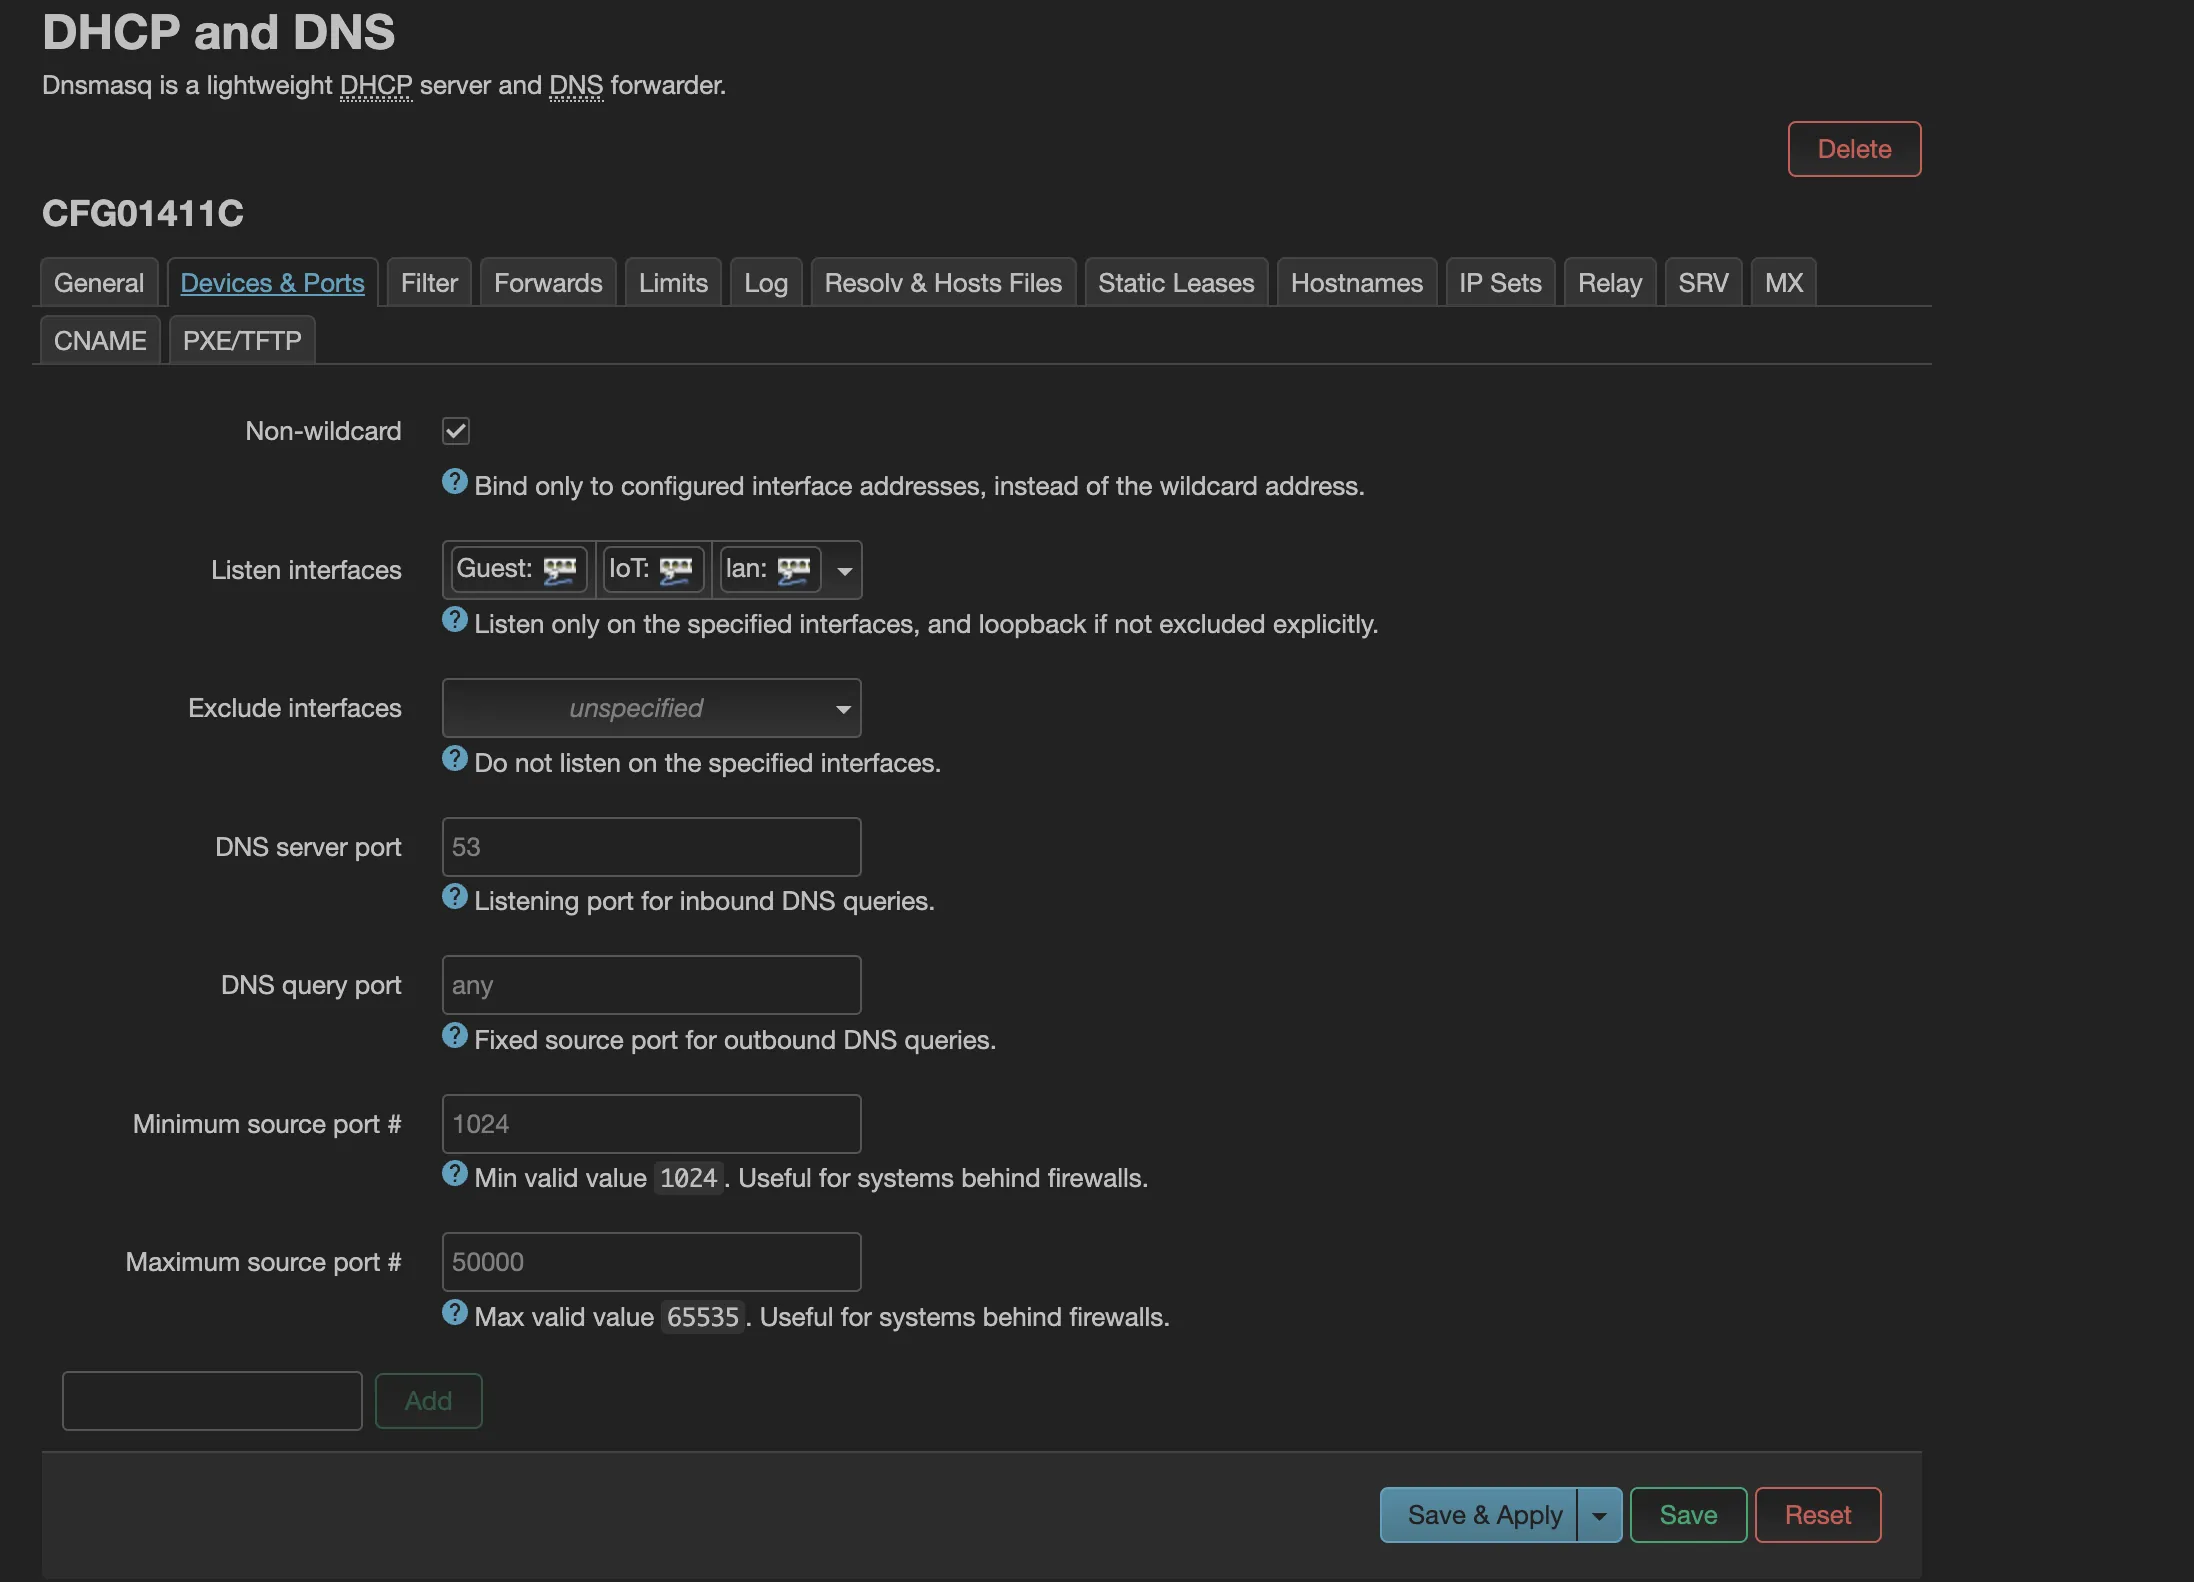 DHCP and DNS
Dnsmasq is a lightweight DHCP server and DNS forwarder.
Delete
CFG01411C
General Devices & Ports Filter Forwards Limits Log Resolv & Hosts Files Static Leases Hostnames IP Sets Relay SRV MX
CNAME PXE/TFTP
Non-wildcard
Bind only to configured interface addresses, instead of the wildcard address.
Listen interfaces Guest: IoT: lan:
Listen only on the specified interfaces, and loopback if not excluded explicitly.
Exclude interfaces unspecified
Do not listen on the specified interfaces.
DNS server port 53
Listening port for inbound DNS queries.
DNS query port any
Fixed source port for outbound DNS queries.
Minimum source port # 1024
Min valid value 1024. Useful for systems behind firewalls.
Maximum source port # 50000
Max valid value 65535. Useful for systems behind firewalls.
Add
Save & Apply Save Reset